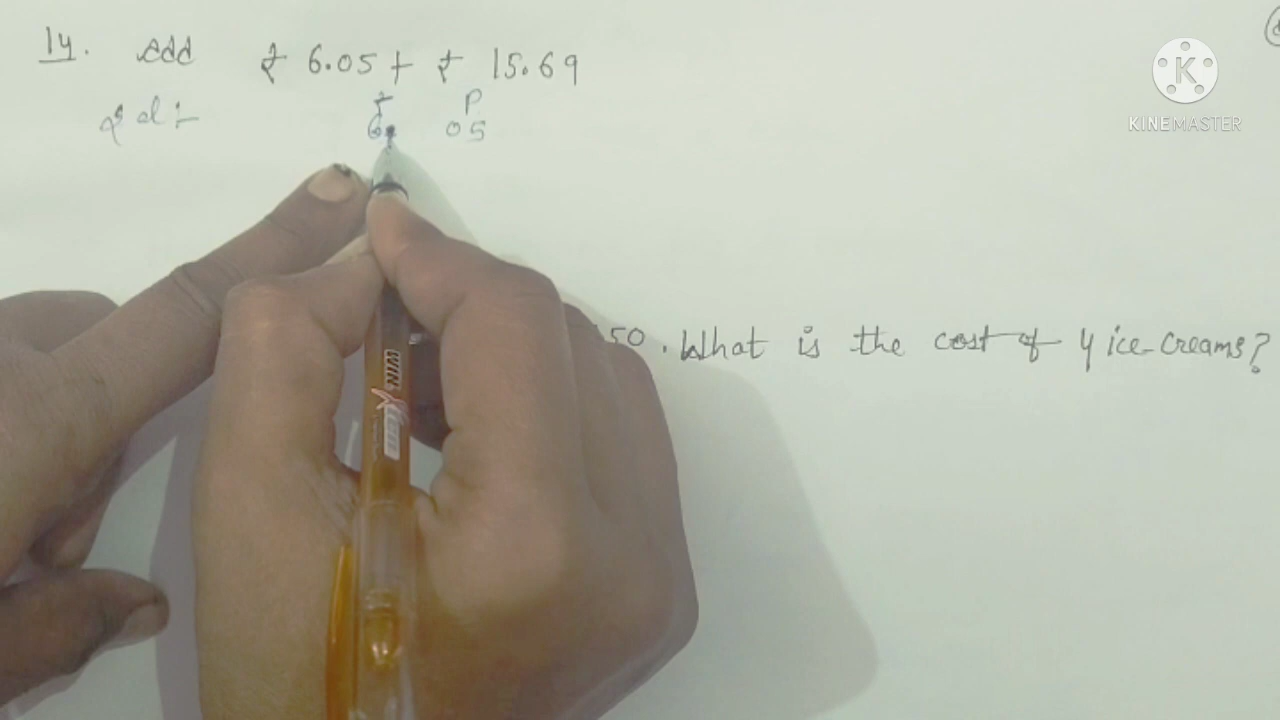 14. add ₹ 6.05 + ₹ 15.69
Sol:-
₹ P
6. 05
50. What is the cost of 4 ice-creams?
WIN
K
KINEMASTER